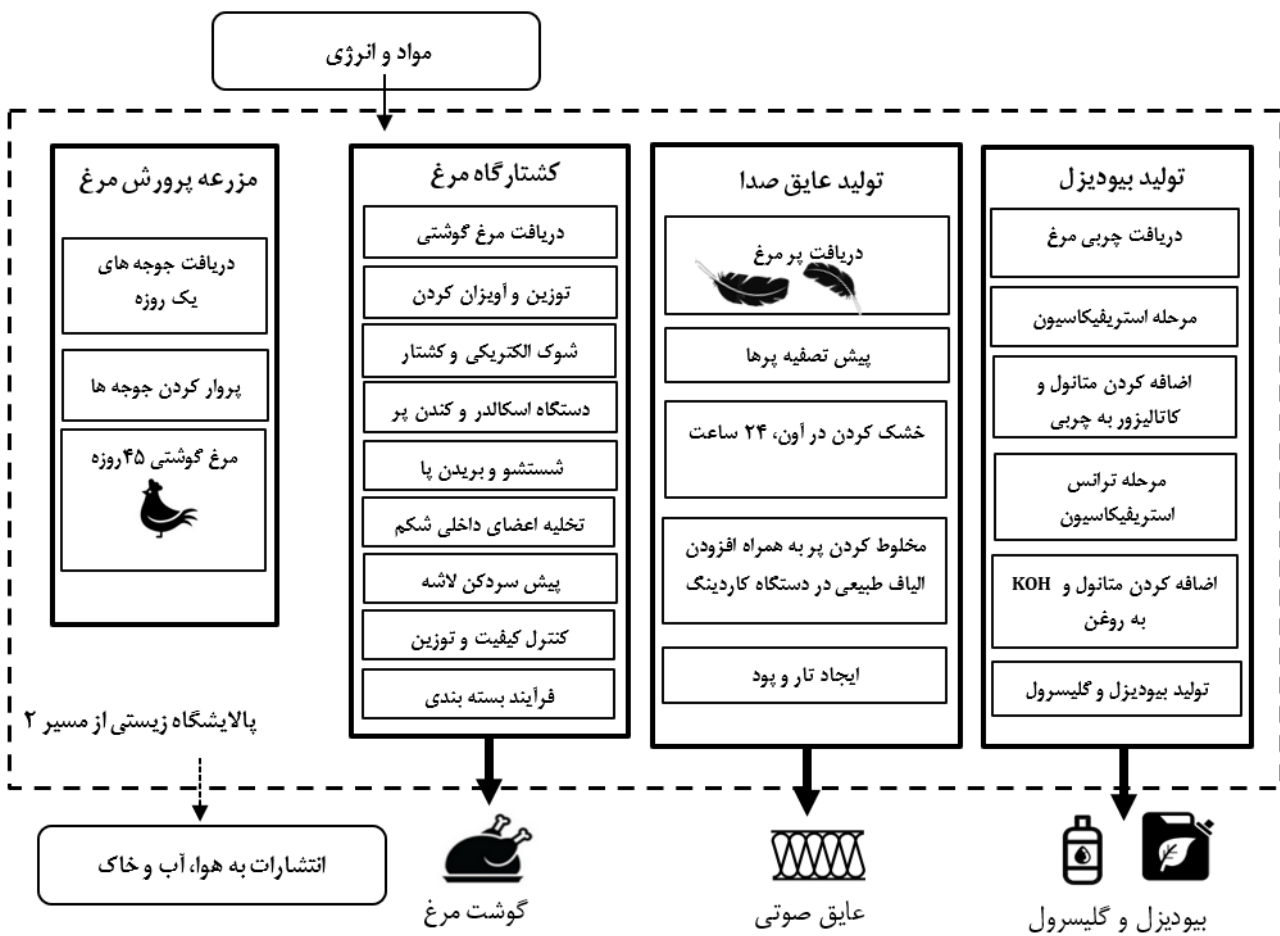 مواد و انرژی
مزرعه پرورش مرغ
دریافت جوجه های
یک روزه
پروار کردن جوجه ها
مرغ گوشتی ۴۵روزه
کشتارگاه مرغ
دریافت مرغ گوشتی
توزین و آویزان کردن
شوک الکتریکی و کشتار
دستگاه اسکالدر و کندن پر
شستشو و بریدن پا
تخلیه اعضای داخلی شکم
پیش سردکن لاشه
کنترل کیفیت و توزین
فرآیند بسته بندی
تولید عایق صدا
دریافت پر مرغ
پیش تصفیه پرها
خشک کردن در آون، ۲۴ ساعت
مخلوط کردن پر به همراه افزودن
الیاف طبیعی در دستگاه کاردینگ
ایجاد تار و پود
تولید بیودیزل
دریافت چربی مرغ
مرحله استریفیکاسیون
اضافه کردن متانول و
کاتالیزور به چربی
مرحله ترانس
استریفیکاسیون
اضافه کردن متانول و KOH
به روغن
تولید بیودیزل و گلیسرول
پالایشگاه زیستی از مسیر ۲
انتشارات به هوا، آب و خاک
گوشت مرغ
عایق صوتی
بیودیزل و گلیسرول